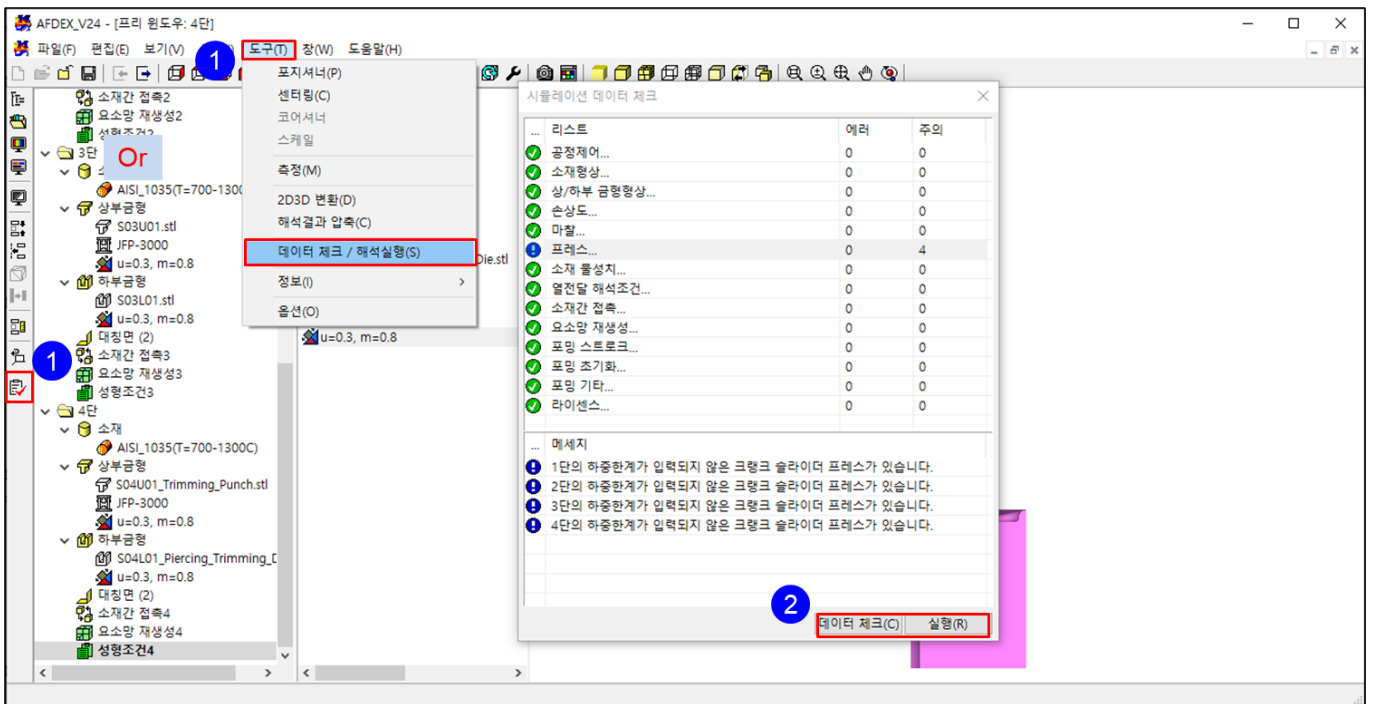 AFDEX_V24 - [프리 윈도우: 4단]
파일(F) 편집(E) 보기(V) 도구(T) 창(W) 도움말(H)
1
포지셔너(P)
센터링(C)
코어셔너
스케일
측정(M)
2D3D 변환(D)
해석결과 압축(C)
데이터 체크 / 해석실행(S)
정보(I)
옵션(O)
Or
1
소재간 접촉2
요소망 재생성2
성형조건2
3단
AISI_1035(T=700-1300
상부금형
S03U01.stl
JFP-3000
u=0.3, m=0.8
하부금형
S03L01.stl
u=0.3, m=0.8
대칭면 (2)
소재간 접촉3
요소망 재생성3
성형조건3
4단
소재
AISI_1035(T=700-1300C)
상부금형
S04U01_Trimming_Punch.stl
JFP-3000
u=0.3, m=0.8
하부금형
S04L01_Piercing_Trimming_D
u=0.3, m=0.8
대칭면 (2)
소재간 접촉4
요소망 재생성4
성형조건4
Die.stl
u=0.3, m=0.8
시뮬레이션 데이터 체크
... 리스트 에러 주의
공정제어... 0 0
소재형상... 0 0
상/하부 금형형상... 0 0
손상도... 0 0
마찰... 0 0
프레스... 0 4
소재 물성치... 0 0
열전달 해석조건... 0 0
소재간 접촉... 0 0
요소망 재생성... 0 0
포밍 스트로크... 0 0
포밍 초기화... 0 0
포밍 기타... 0 0
라이센스... 0 0
... 메세지
1단의 하중한계가 입력되지 않은 크랭크 슬라이더 프레스가 있습니다.
2단의 하중한계가 입력되지 않은 크랭크 슬라이더 프레스가 있습니다.
3단의 하중한계가 입력되지 않은 크랭크 슬라이더 프레스가 있습니다.
4단의 하중한계가 입력되지 않은 크랭크 슬라이더 프레스가 있습니다.
2
데이터 체크(C) 실행(R)